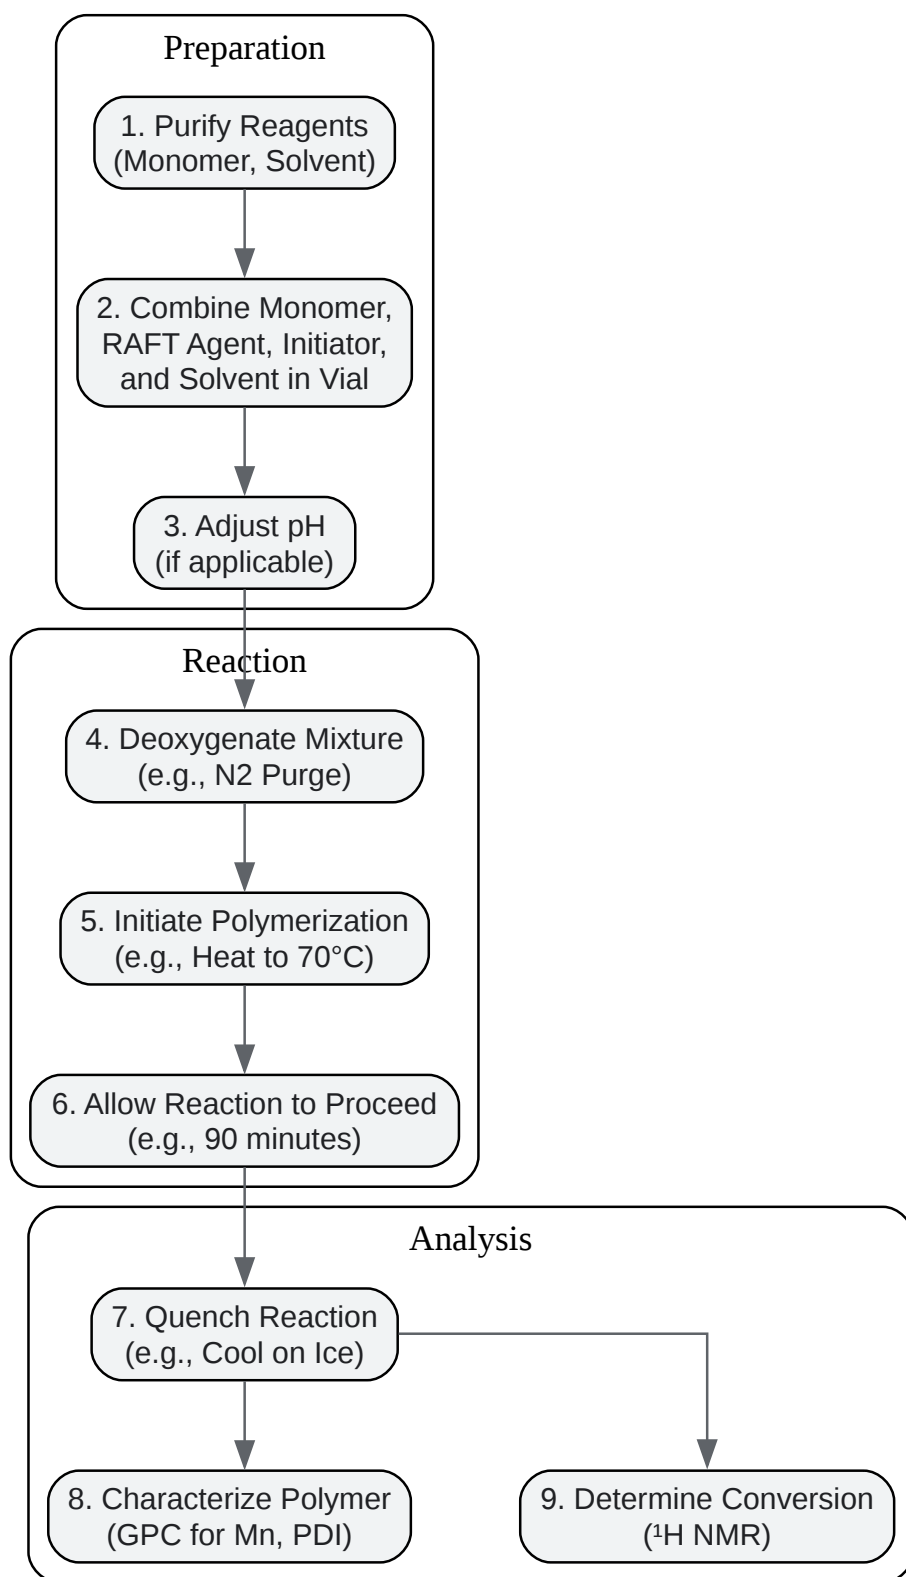 Preparation
1. Purify Reagents
(Monomer, Solvent)
2. Combine Monomer,
RAFT Agent, Initiator,
and Solvent in Vial
3. Adjust pH
(if applicable)
Reaction
4. Deoxygenate Mixture
(e.g., N2 Purge)
5. Initiate Polymerization
(e.g., Heat to 70°C)
6. Allow Reaction to Proceed
(e.g., 90 minutes)
Analysis
7. Quench Reaction
(e.g., Cool on Ice)
8. Characterize Polymer
(GPC for Mn, PDI)
9. Determine Conversion
(¹H NMR)